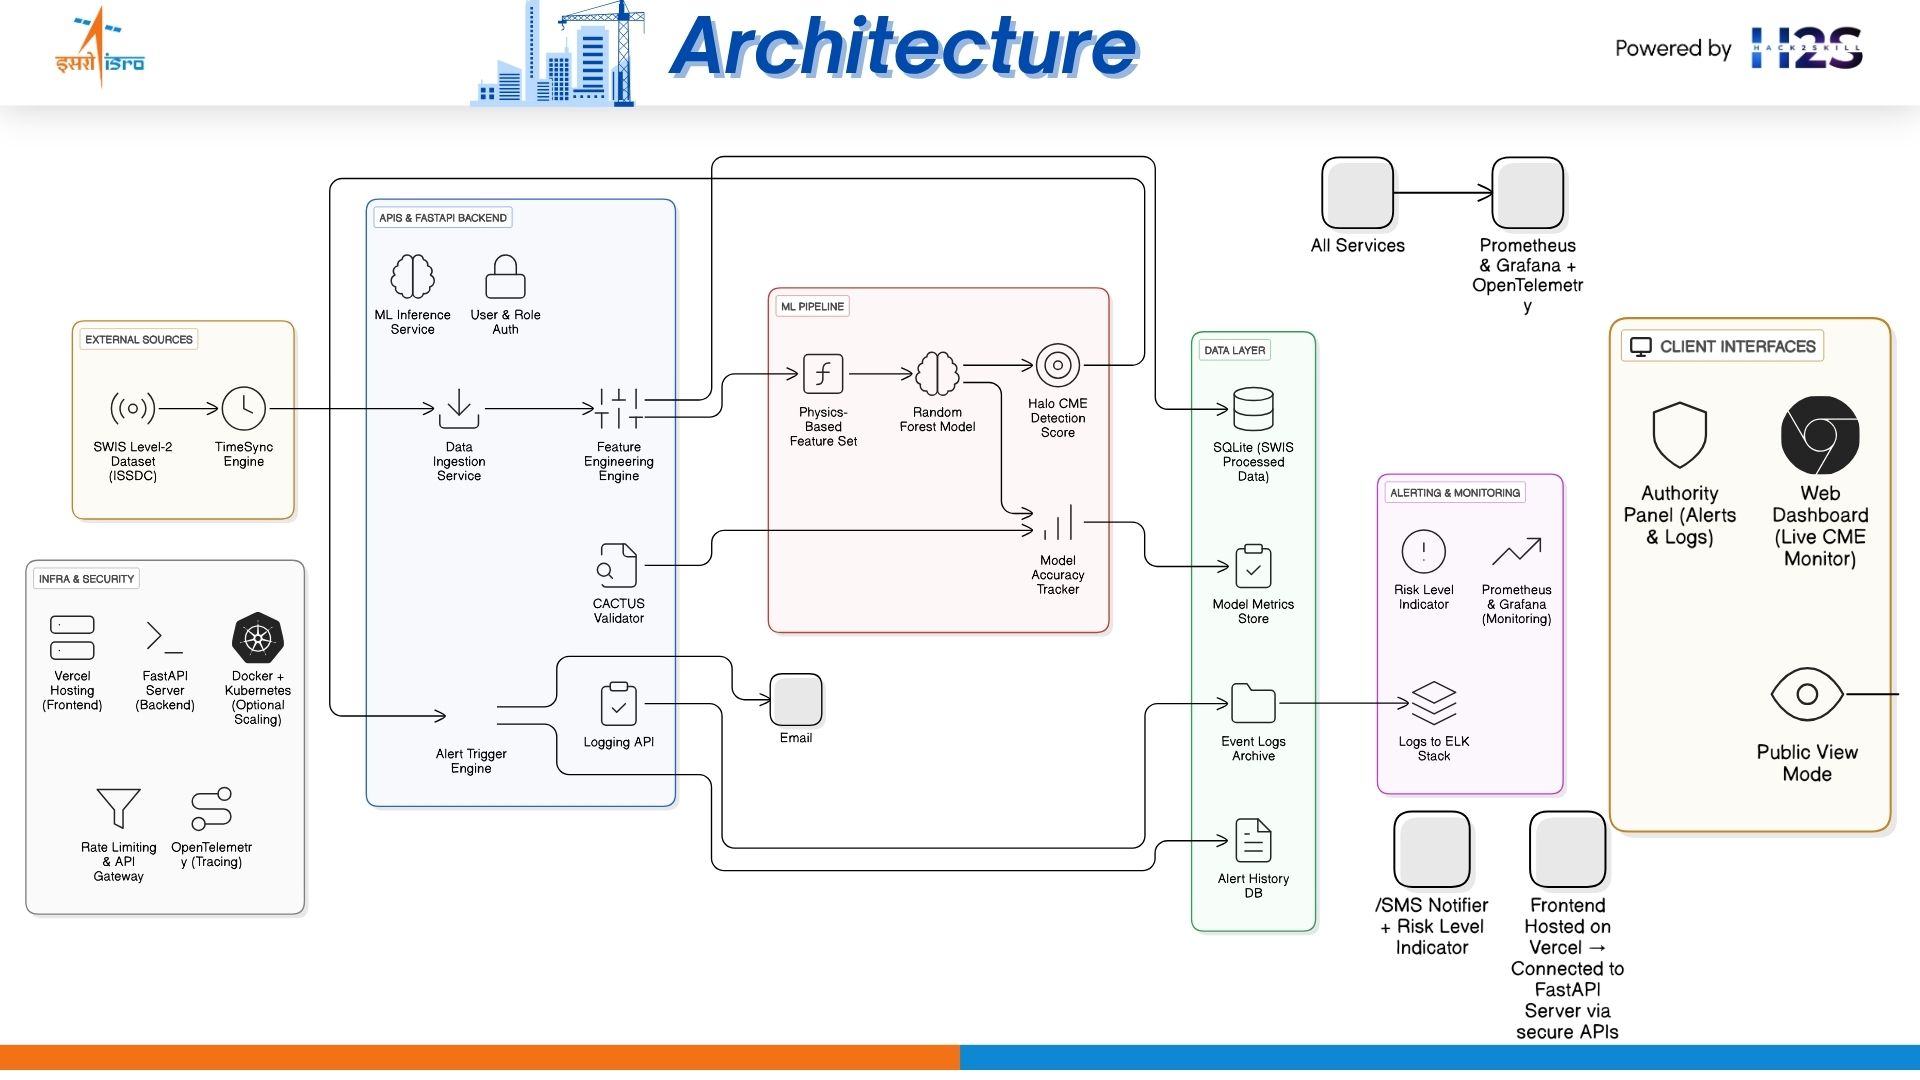 इसरो isro
Architecture
Powered by
H2S
HACK2SKILL
APIS & FASTAPI BACKEND
ML Inference
Service
User & Role
Auth
Data
Ingestion
Service
Feature
Engineering
Engine
CACTUS
Validator
Alert Trigger
Engine
Logging API
EXTERNAL SOURCES
SWIS Level-2
Dataset
(ISSDC)
TimeSync
Engine
INFRA & SECURITY
Vercel
Hosting
(Frontend)
FastAPI
Server
(Backend)
Docker +
Kubernetes
(Optional
Scaling)
Rate Limiting
& API
Gateway
OpenTelemetr
y (Tracing)
ML PIPELINE
Physics-
Based
Feature Set
Random
Forest Model
Halo CME
Detection
Score
Model
Accuracy
Tracker
Email
DATA LAYER
SQLite (SWIS
Processed
Data)
Model Metrics
Store
Event Logs
Archive
Alert History
DB
All Services
Prometheus
& Grafana +
OpenTelemetr
y
ALERTING & MONITORING
Risk Level
Indicator
Prometheus
& Grafana
(Monitoring)
Logs to ELK
Stack
CLIENT INTERFACES
Authority
Panel (Alerts
& Logs)
Web
Dashboard
(Live CME
Monitor)
Public View
Mode
/SMS Notifier
+ Risk Level
Indicator
Frontend
Hosted on
Vercel →
Connected to
FastAPI
Server via
secure APIs